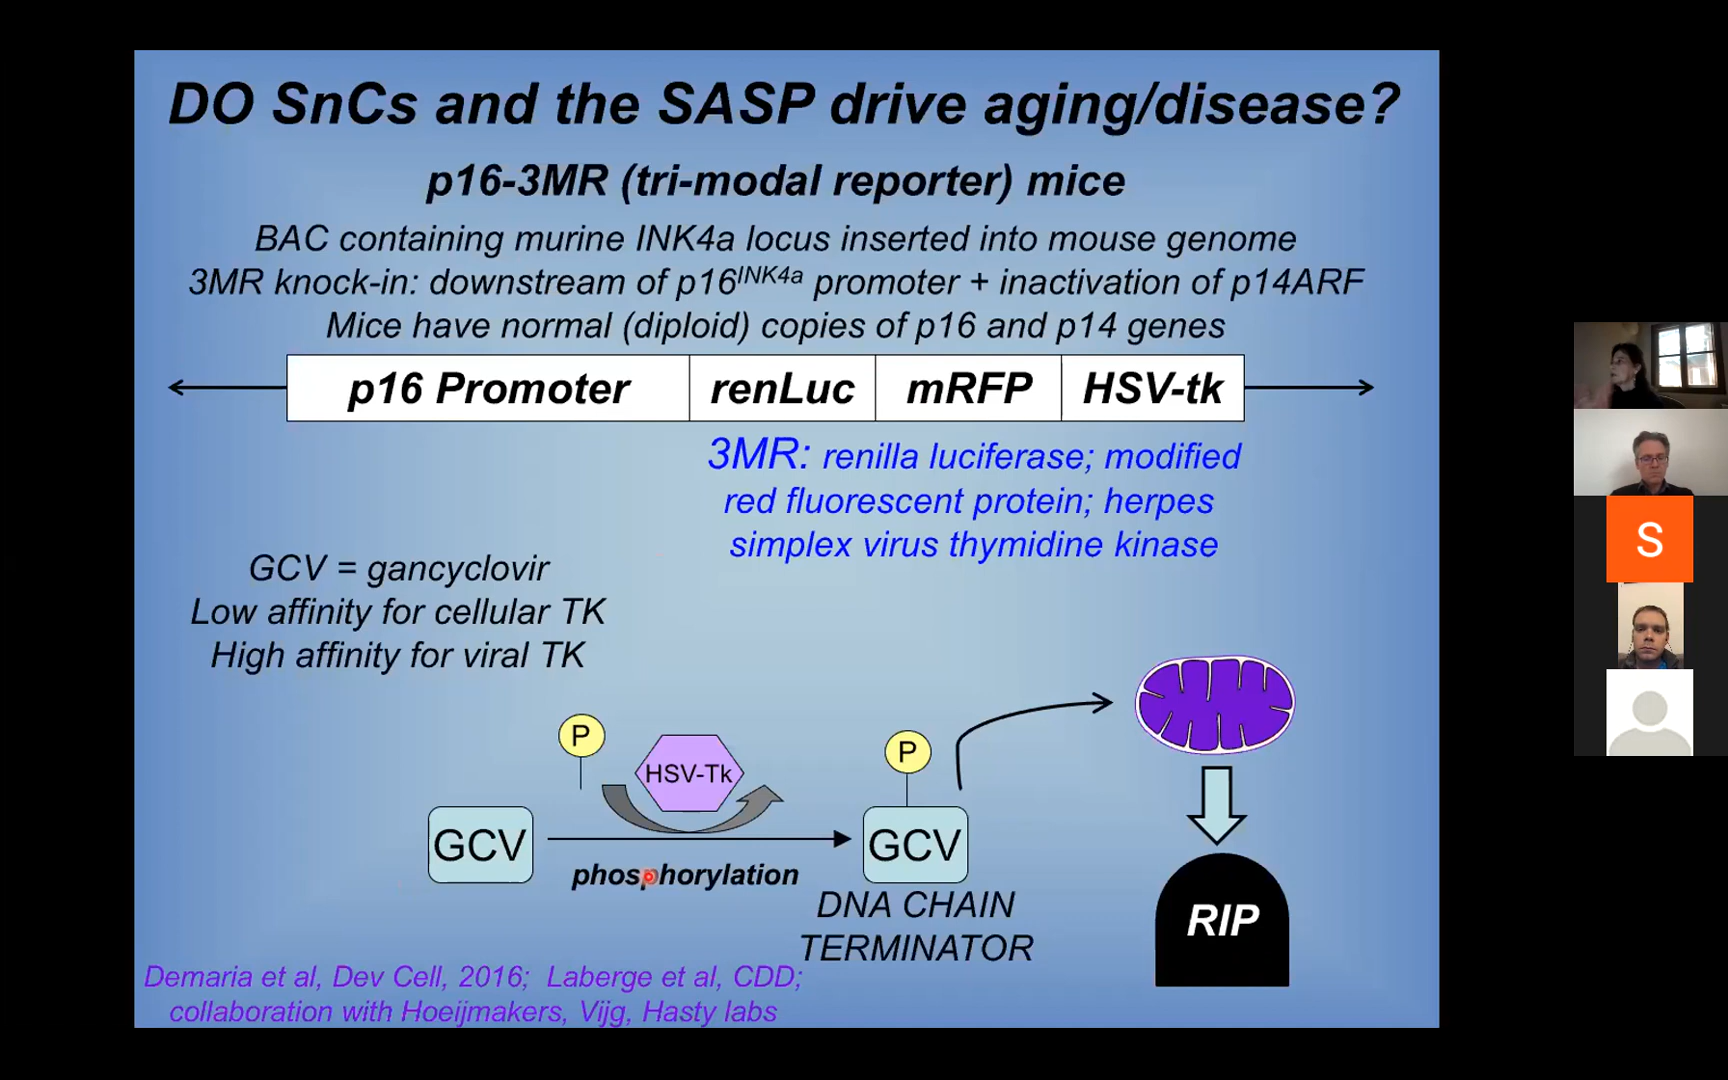 DO SnCs and the SASP drive aging/disease?
p16-3MR (tri-modal reporter) mice
BAC containing murine INK4a locus inserted into mouse genome
3MR knock-in: downstream of p16INK4a promoter + inactivation of p14ARF
Mice have normal (diploid) copies of p16 and p14 genes
p16 Promoter renLuc mRFP HSV-tk
3MR: renilla luciferase; modified
red fluorescent protein; herpes
simplex virus thymidine kinase
GCV = gancyclovir
Low affinity for cellular TK
High affinity for viral TK
P
HSV-Tk
P
GCV
GCV
phosphorylation
DNA CHAIN
TERMINATOR
RIP
Demaria et al, Dev Cell, 2016; Laberge et al, CDD;
collaboration with Hoeijmakers, Vijg, Hasty labs
S